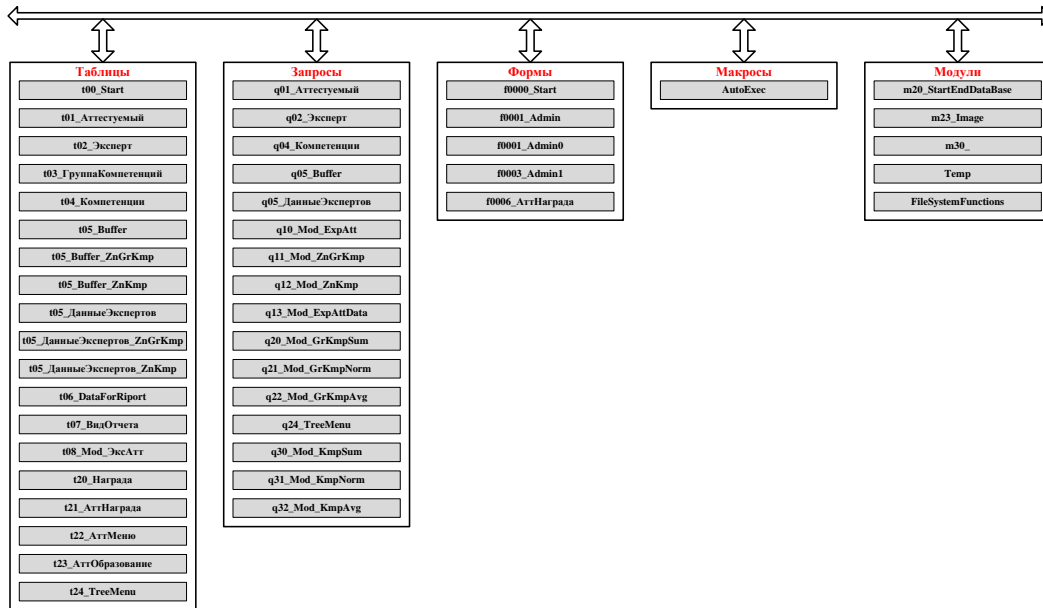 Таблицы
t00_Start
t01_Аттестуемый
t02_Эксперт
t03_ГруппаКомпетенций
t04_Компетенции
t05_Buffer
t05_Buffer_ZnGrKmp
t05_Buffer_ZnKmp
t05_ДанныеЭкспертов
t05_ДанныеЭкспертов_ZnGrKmp
t05_ДанныеЭкспертов_ZnKmp
t06_DataForRiport
t07_ВидОтчета
t08_Mod_ЭксАтт
t20_Награда
t21_АттНаграда
t22_АттМеню
t23_АттОбразование
t24_TreeMenu
Запросы
q01_Аттестуемый
q02_Эксперт
q04_Компетенции
q05_Buffer
q05_ДанныеЭкспертов
q10_Mod_ExpAtt
q11_Mod_ZnGrKmp
q12_Mod_ZnKmp
q13_Mod_ExpAttData
q20_Mod_GrKmpSum
q21_Mod_GrKmpNorm
q22_Mod_GrKmpAvg
q24_TreeMenu
q30_Mod_KmpSum
q31_Mod_KmpNorm
q32_Mod_KmpAvg
Формы
f0000_Start
f0001_Admin
f0001_Admin0
f0003_Admin1
f0006_АттНаграда
Макросы
AutoExec
Модули
m20_StartEndDataBase
m23_Image
m30_
Temp
FileSystemFunctions